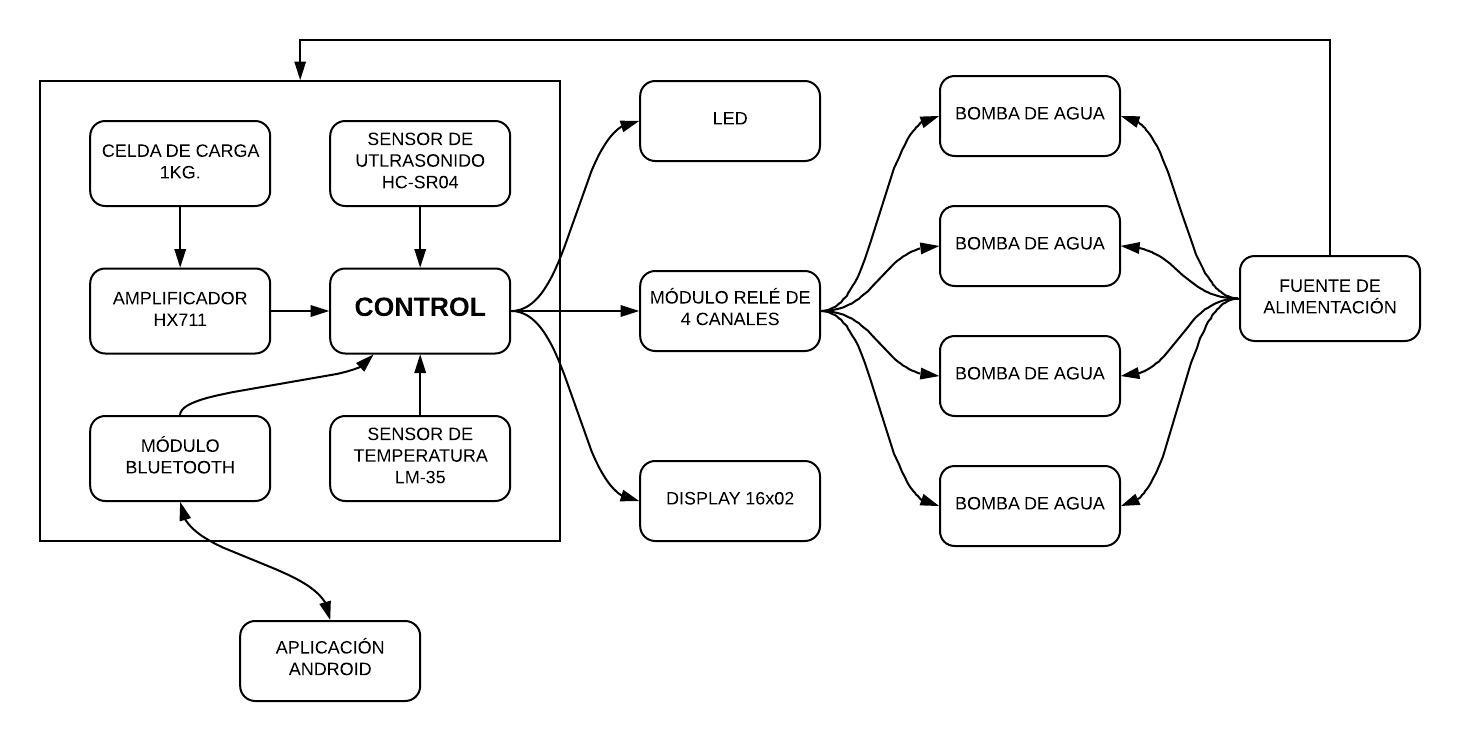 CELDA DE CARGA
1KG.
SENSOR DE
UTLRASONIDO
HC-SR04
AMPLIFICADOR
HX711
CONTROL
MÓDULO
BLUETOOTH
SENSOR DE
TEMPERATURA
LM-35
APLICACIÓN
ANDROID
LED
MÓDULO RELÉ DE
4 CANALES
DISPLAY 16x02
BOMBA DE AGUA
BOMBA DE AGUA
BOMBA DE AGUA
BOMBA DE AGUA
FUENTE DE
ALIMENTACIÓN